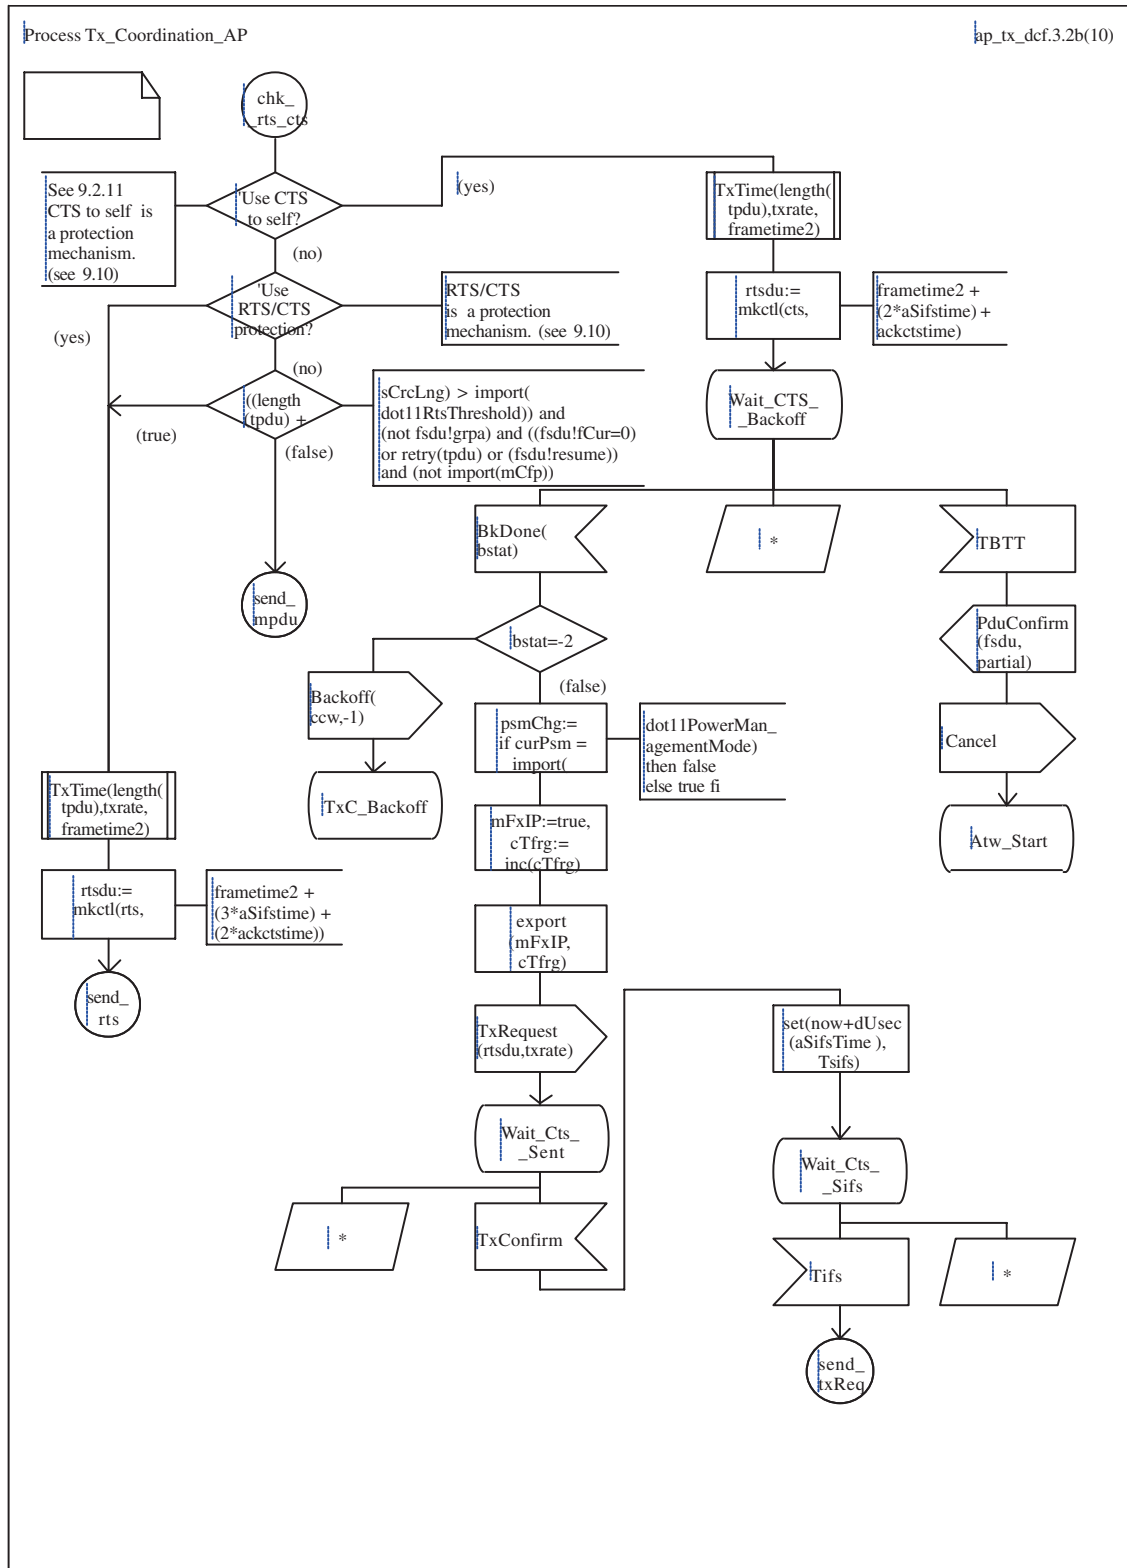 Process Tx_Coordination_AP
ap_tx_dcf.3.2b(10)
chk_
_rts_cts
See 9.2.11
CTS to self is
a protection
mechanism.
(see 9.10)
'Use CTS
to self?
(yes)
(no)
TxTime(length(
tpdu),txrate,
frametime2)
'Use
RTS/CTS
protection?
RTS/CTS
is a protection
mechanism. (see 9.10)
(yes)
(no)
rtsdu:=
mkctl(cts,
frametime2 +
(2*aSifstime) +
ackctstime)
((length
(tpdu) +
sCrcLng) > import(
dot11RtsThreshold)) and
(not fsdu!grpa) and ((fsdu!fCur=0)
or retry(tpdu) or (fsdu!resume))
and (not import(mCfp))
(true)
(false)
Wait_CTS_
_Backoff
BkDone(
bstat)
*
TBTT
send_
mpdu
bstat=-2
PduConfirm
(fsdu,
partial)
(false)
Backoff(
ccw,-1)
psmChg:=
if curPsm =
import(
dot11PowerMan_
agementMode)
then false
else true fi
Cancel
TxTime(length(
tpdu),txrate,
frametime2)
TxC_Backoff
mFxIP:=true,
cTfrg:=
inc(cTfrg)
Atw_Start
rtsdu:=
mkctl(rts,
frametime2 +
(3*aSifstime) +
(2*ackctstime))
export
(mFxIP,
cTfrg)
send_
rts
TxRequest
(rtsdu,txrate)
set(now+dUsec
(aSifsTime ),
Tsifs)
Wait_Cts_
_Sent
Wait_Cts_
_Sifs
*
TxConfirm
Tifs
*
send_
txReq